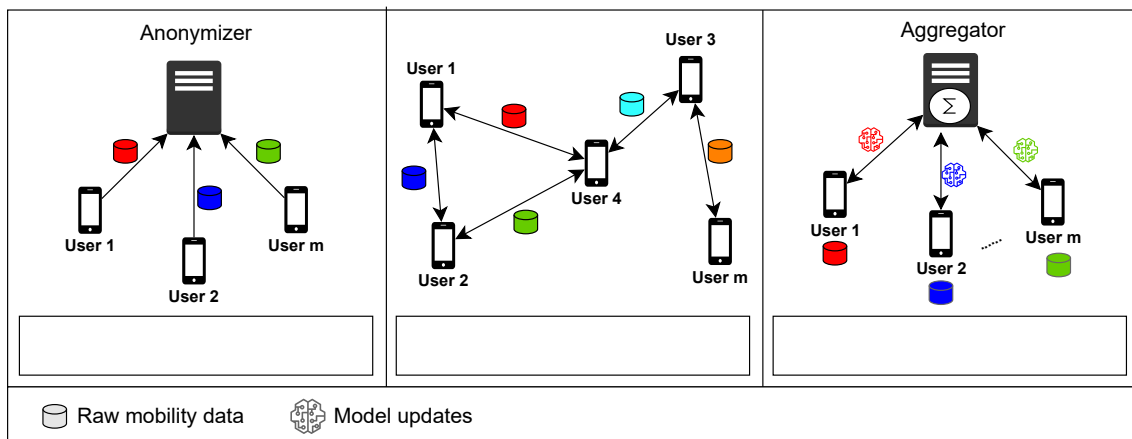 Anonymizer
User 1
User 2
User m
User 1
User 2
User 3
User 4
User m
Aggregator
Σ
User 1
User 2
User m
Raw mobility data
Model updates